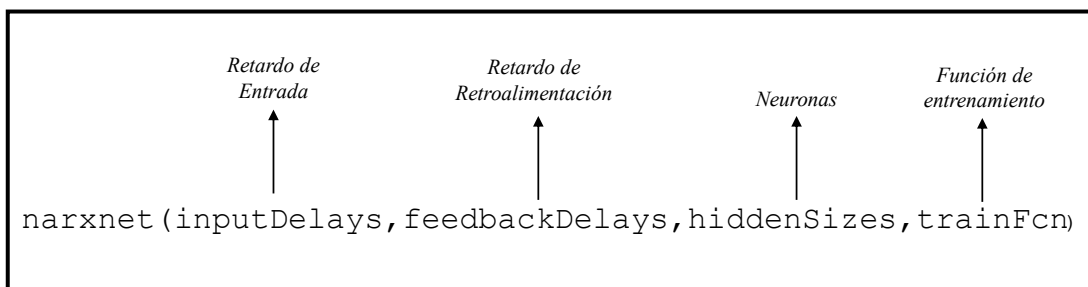 Retardo de
Entrada
Retardo de
Retroalimentación
Neuronas
Función de
entrenamiento
narxnet(inputDelays,feedbackDelays,hiddenSizes,trainFcn)